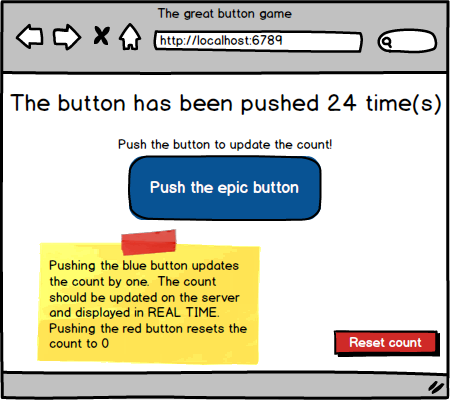 The great button game
http://localhost:6789
The button has been pushed 24 time(s)
Push the button to update the count!
Push the epic button
Pushing the blue button updates
the count by one. The count
should be updated on the server
and displayed in REAL TIME.
Pushing the red button resets the
count to 0
Reset count